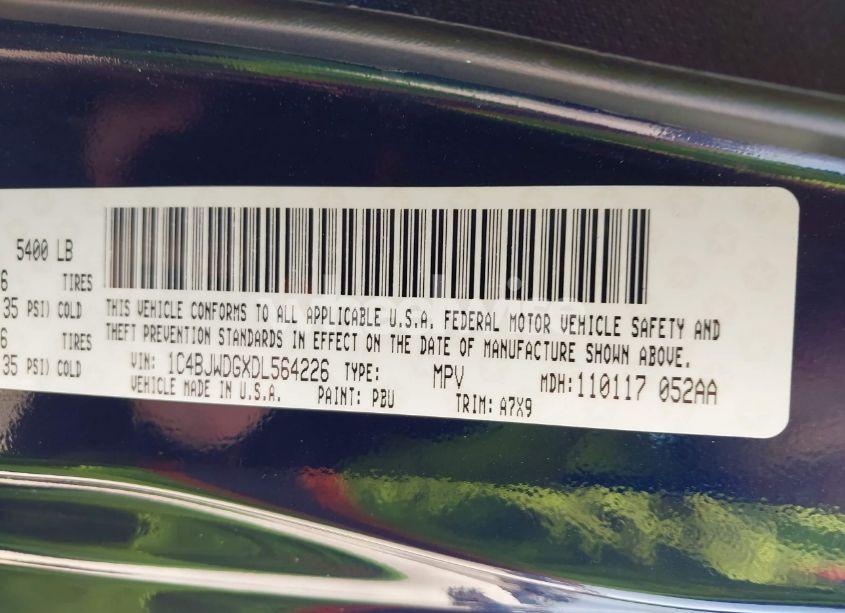 5400 LB
6 TIRES
35 PSI) COLD
6 TIRES
35 PSI) COLD
THIS VEHICLE CONFORMS TO ALL APPLICABLE U.S.A. FEDERAL MOTOR VEHICLE SAFETY AND
THEFT PREVENTION STANDARDS IN EFFECT ON THE DATE OF MANUFACTURE SHOWN ABOVE.
VIN: 1C4BJWDGXDL564226 TYPE: MPV MDH: 110117 052AA
VEHICLE MADE IN U.S.A. PAINT: PBU TRIM: A7X9